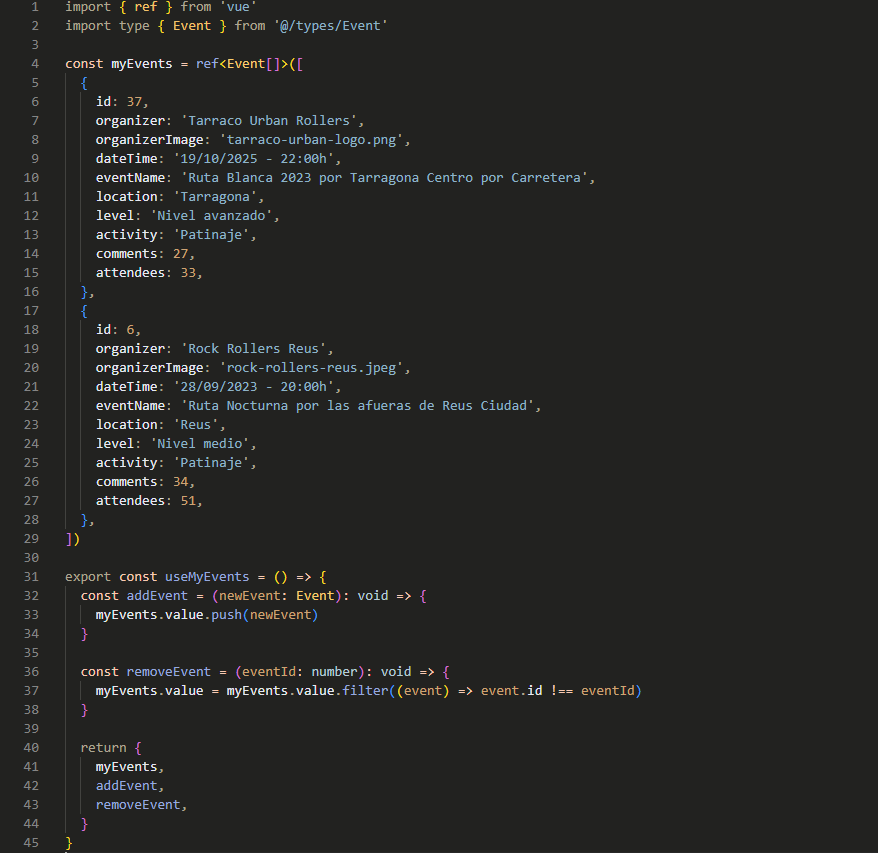 1 import { ref } from 'vue'
2 import type { Event } from '@/types/Event'
3
4 const myEvents = ref<Event[]>([
5   {
6     id: 37,
7     organizer: 'Tarraco Urban Rollers',
8     organizerImage: 'tarraco-urban-logo.png',
9     dateTime: '19/10/2025 - 22:00h',
10     eventName: 'Ruta Blanca 2023 por Tarragona Centro por Carretera',
11     location: 'Tarragona',
12     level: 'Nivel avanzado',
13     activity: 'Patinaje',
14     comments: 27,
15     attendees: 33,
16   },
17   {
18     id: 6,
19     organizer: 'Rock Rollers Reus',
20     organizerImage: 'rock-rollers-reus.jpeg',
21     dateTime: '28/09/2023 - 20:00h',
22     eventName: 'Ruta Nocturna por las afueras de Reus Ciudad',
23     location: 'Reus',
24     level: 'Nivel medio',
25     activity: 'Patinaje',
26     comments: 34,
27     attendees: 51,
28   },
29 ])
30
31 export const useMyEvents = () => {
32   const addEvent = (newEvent: Event): void => {
33     myEvents.value.push(newEvent)
34   }
35
36   const removeEvent = (eventId: number): void => {
37     myEvents.value = myEvents.value.filter((event) => event.id !== eventId)
38   }
39
40   return {
41     myEvents,
42     addEvent,
43     removeEvent,
44   }
45 }